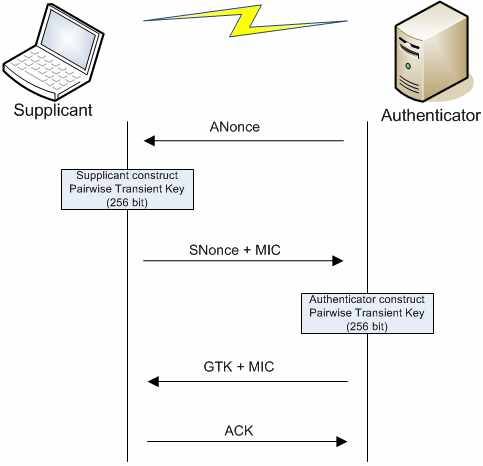 Supplicant
Authenticator
ANonce
Supplicant construct
Pairwise Transient Key
(256 bit)
SNonce + MIC
Authenticator construct
Pairwise Transient Key
(256 bit)
GTK + MIC
ACK